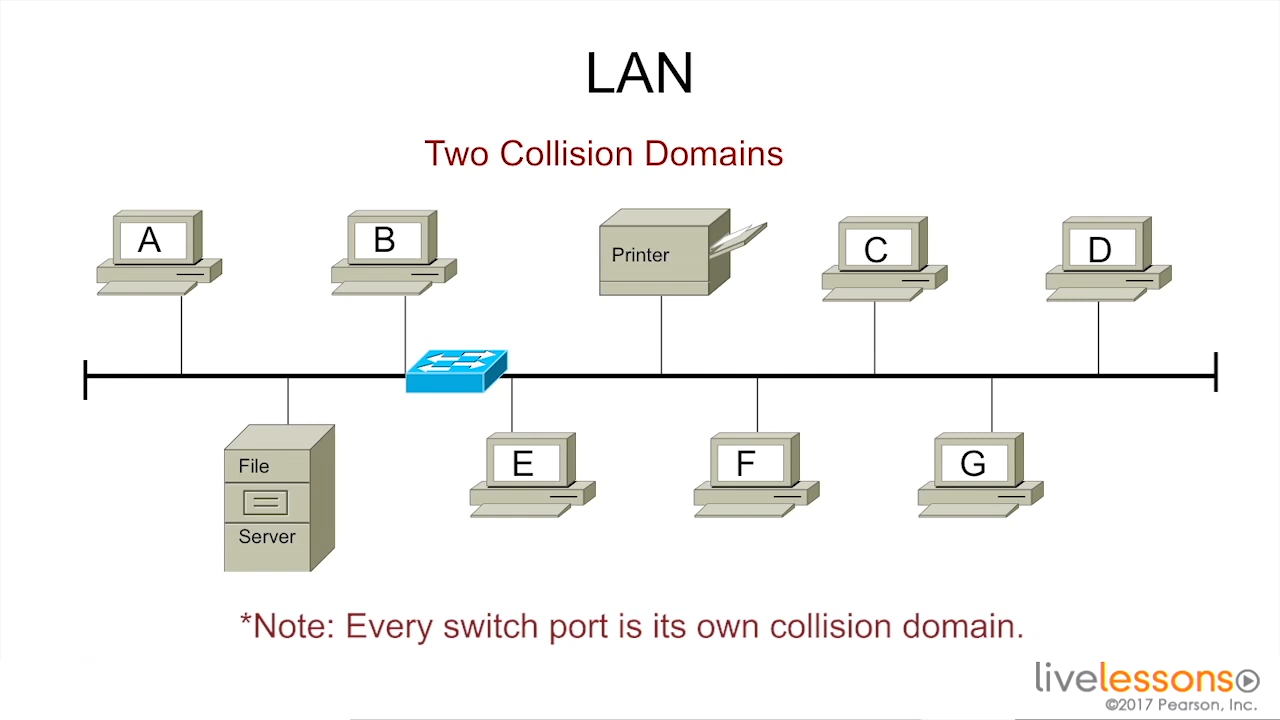 LAN
Two Collision Domains
A
B
Printer
C
D
File
Server
E
F
G
*Note: Every switch port is its own collision domain.
livelessons
©2017 Pearson, Inc.